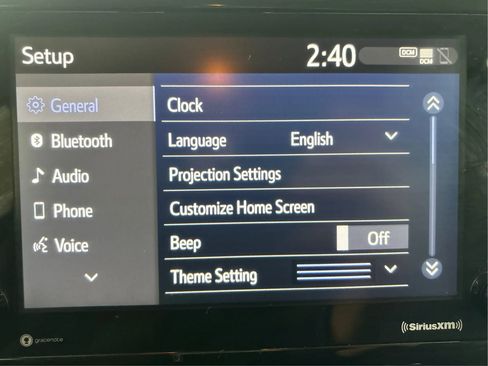 Setup
2:40
DCM
DCM
General
Bluetooth
Audio
Phone
Voice
Clock
Language English
Projection Settings
Customize Home Screen
Beep Off
Theme Setting
gracenote
((SiriusXM))